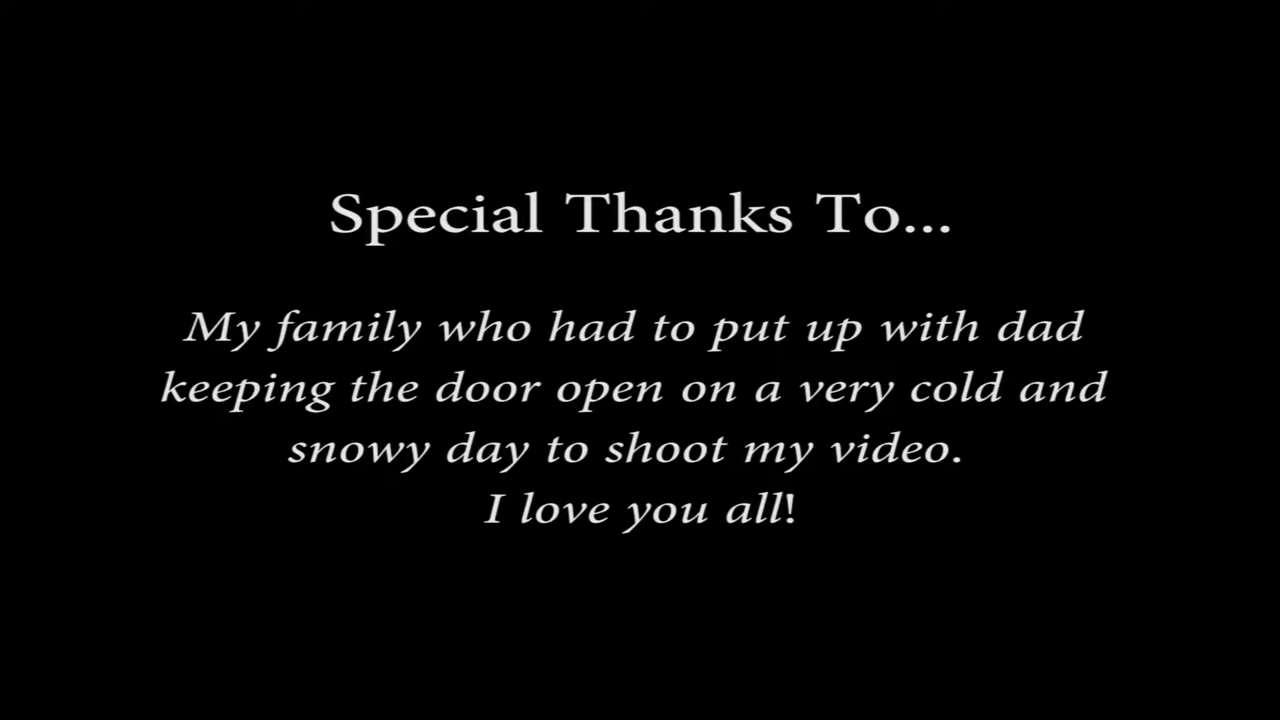 Special Thanks To...
My family who had to put up with dad
keeping the door open on a very cold and
snowy day to shoot my video.
I love you all!